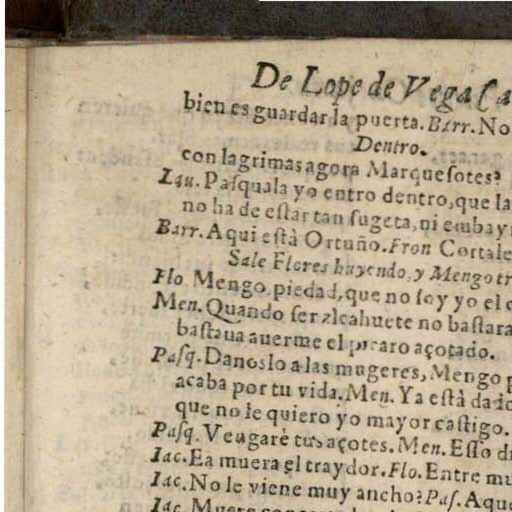 De Lope de Vega Ca
bien es guardar la puerta. Barr. No
Dentro.
con lagrimas agora Marquesotes?
Lau. Pasquala yo entro dentro, que la
no ha de estar tan sugeta, ni embay
Barr. Aqui està Ortuño. Fron Cortale
Sale Flores huyendo, y Mengo tr
Flo. Mengo piedad, que no soy yo el c
Men. Quando ser alcahuete no bastara
bastaua auerme el picaro açotado.
Pasq. Danoslo a las mugeres, Mengo p
acaba por tu vida. Men. Ya està dado
que no le quiero yo mayor castigo.
Pasq. Vengarè tus açotes. Men. Esso d
Iac. Ea muera el traydor. Flo. Entre mu
Iac. No le viene muy ancho? Pas. Aque
Iac. Muere